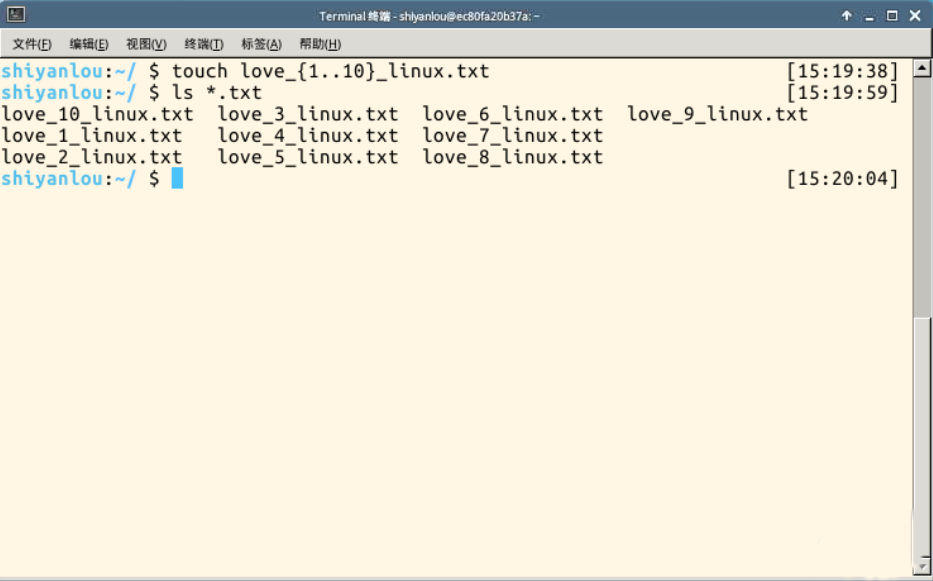 Terminal 终端 - shiyanlou@ec80fa20b37a: ~
文件(F) 编辑(E) 视图(V) 终端(T) 标签(A) 帮助(H)
shiyanlou:~/ $ touch love_{1..10}_linux.txt [15:19:38]
shiyanlou:~/ $ ls *.txt [15:19:59]
love_10_linux.txt love_3_linux.txt love_6_linux.txt love_9_linux.txt
love_1_linux.txt love_4_linux.txt love_7_linux.txt
love_2_linux.txt love_5_linux.txt love_8_linux.txt
shiyanlou:~/ $ [15:20:04]